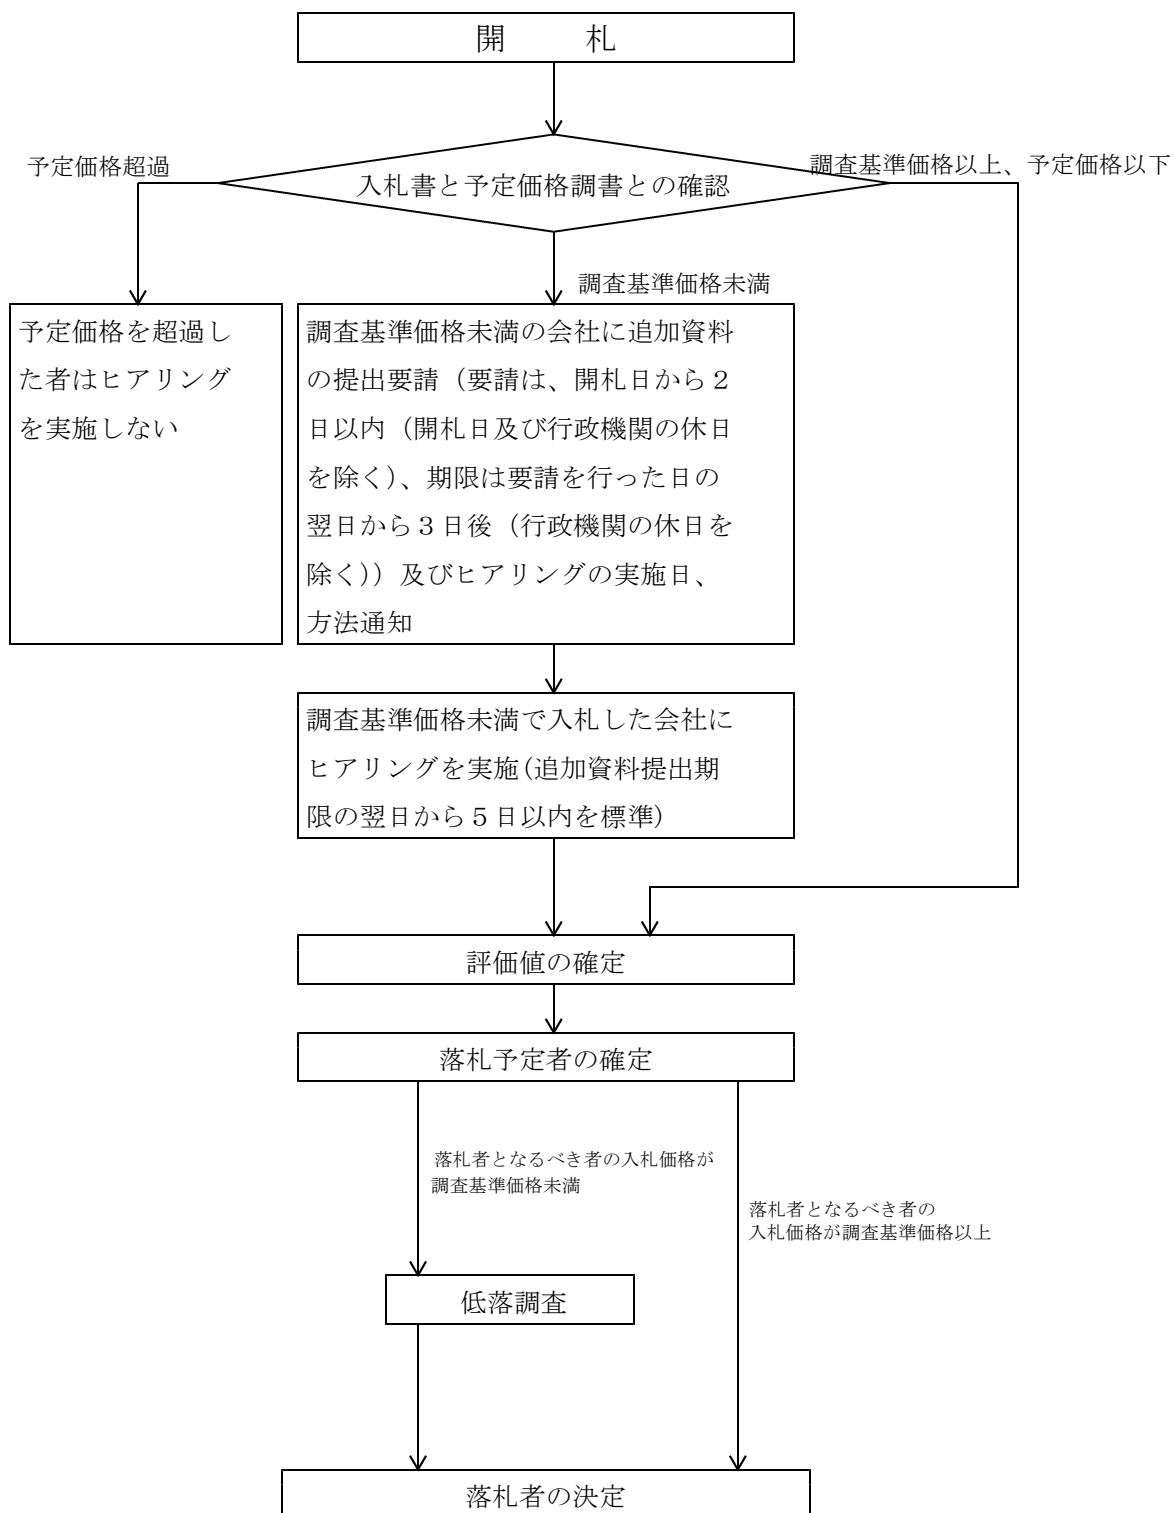 開　　　札
予定価格超過
入札書と予定価格調書との確認
調査基準価格以上、予定価格以下
調査基準価格未満
予定価格を超過し
た者はヒアリング
を実施しない
調査基準価格未満の会社に追加資料
の提出要請（要請は、開札日から２
日以内（開札日及び行政機関の休日
を除く）、期限は要請を行った日の
翌日から３日後（行政機関の休日を
除く））及びヒアリングの実施日、
方法通知
調査基準価格未満で入札した会社に
ヒアリングを実施(追加資料提出期
限の翌日から５日以内を標準)
評価値の確定
落札予定者の確定
落札者となるべき者の入札価格が
調査基準価格未満
落札者となるべき者の
入札価格が調査基準価格以上
低落調査
落札者の決定